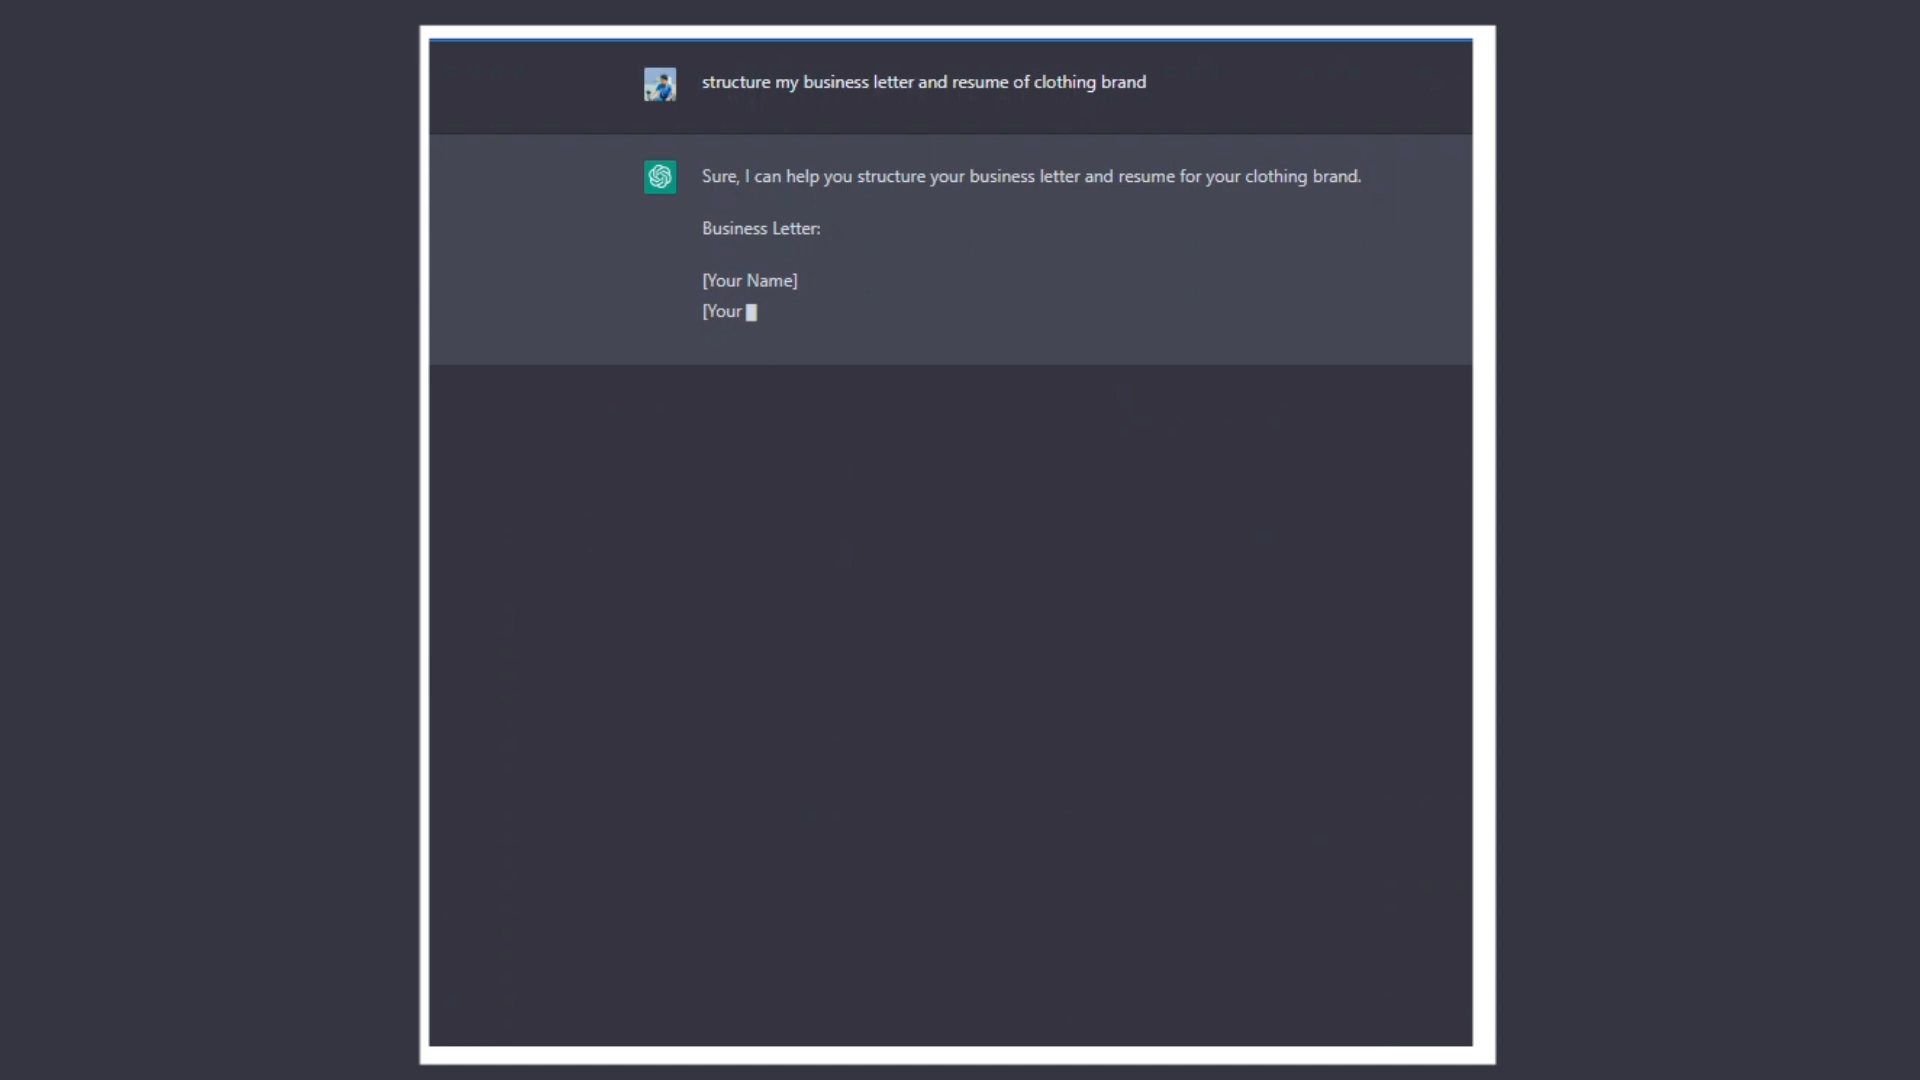 structure my business letter and resume of clothing brand
Sure, I can help you structure your business letter and resume for your clothing brand.
Business Letter:
[Your Name]
[Your